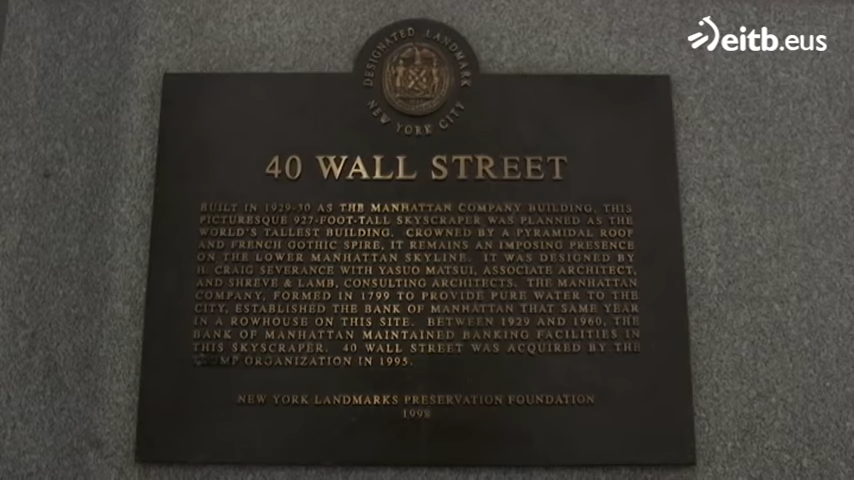 eitb.eus
DESIGNATED LANDMARK
NEW YORK CITY
40 WALL STREET
BUILT IN 1929-30 AS THE MANHATTAN COMPANY BUILDING, THIS
PICTURESQUE 927-FOOT-TALL SKYSCRAPER WAS PLANNED AS THE
WORLD'S TALLEST BUILDING. CROWNED BY A PYRAMIDAL ROOF
AND FRENCH GOTHIC SPIRE, IT REMAINS AN IMPOSING PRESENCE
ON THE LOWER MANHATTAN SKYLINE. IT WAS DESIGNED BY
H. CRAIG SEVERANCE WITH YASUO MATSUI, ASSOCIATE ARCHITECT,
AND SHREVE & LAMB, CONSULTING ARCHITECTS. THE MANHATTAN
COMPANY, FORMED IN 1799 TO PROVIDE PURE WATER TO THE
CITY, ESTABLISHED THE BANK OF MANHATTAN THAT SAME YEAR
IN A ROWHOUSE ON THIS SITE. BETWEEN 1929 AND 1960, THE
BANK OF MANHATTAN MAINTAINED BANKING FACILITIES IN
THIS SKYSCRAPER. 40 WALL STREET WAS ACQUIRED BY THE
ORGANIZATION IN 1995.
NEW YORK LANDMARKS PRESERVATION FOUNDATION
1998